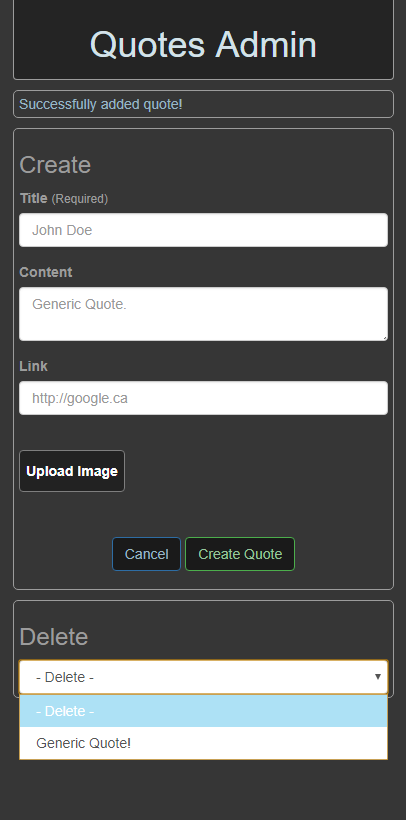 Quotes Admin
Successfully added quote!
Create
Title (Required)
John Doe
Content
Generic Quote.
Link
http://google.ca
Upload Image
Cancel Create Quote
Delete
- Delete -
- Delete -
Generic Quote!